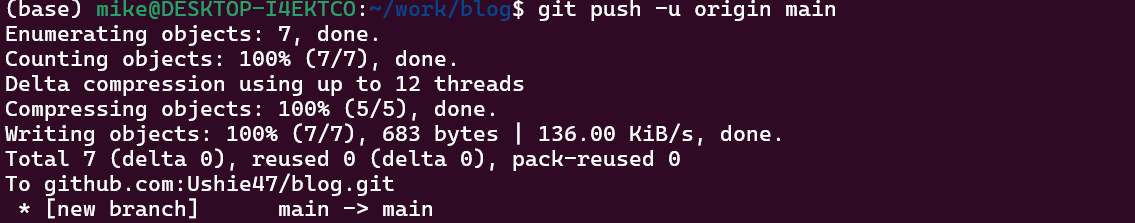 (base) mike@DESKTOP-I4EKTCO:~/work/blog$ git push -u origin main
Enumerating objects: 7, done.
Counting objects: 100% (7/7), done.
Delta compression using up to 12 threads
Compressing objects: 100% (5/5), done.
Writing objects: 100% (7/7), 683 bytes | 136.00 KiB/s, done.
Total 7 (delta 0), reused 0 (delta 0), pack-reused 0
To github.com:Ushie47/blog.git
 * [new branch]      main -> main